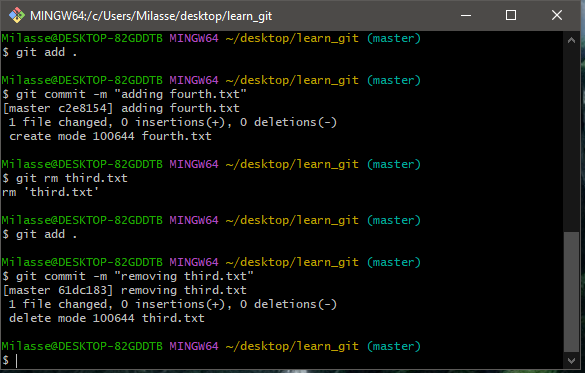 MINGW64:/c/Users/Milasse/desktop/learn_git
Milasse@DESKTOP-82GDDTB MINGW64 ~/desktop/learn_git (master)
$ git add .
Milasse@DESKTOP-82GDDTB MINGW64 ~/desktop/learn_git (master)
$ git commit -m "adding fourth.txt"
[master c2e8154] adding fourth.txt
 1 file changed, 0 insertions(+), 0 deletions(-)
 create mode 100644 fourth.txt
Milasse@DESKTOP-82GDDTB MINGW64 ~/desktop/learn_git (master)
$ git rm third.txt
rm 'third.txt'
Milasse@DESKTOP-82GDDTB MINGW64 ~/desktop/learn_git (master)
$ git add .
Milasse@DESKTOP-82GDDTB MINGW64 ~/desktop/learn_git (master)
$ git commit -m "removing third.txt"
[master 61dc183] removing third.txt
 1 file changed, 0 insertions(+), 0 deletions(-)
 delete mode 100644 third.txt
Milasse@DESKTOP-82GDDTB MINGW64 ~/desktop/learn_git (master)
$